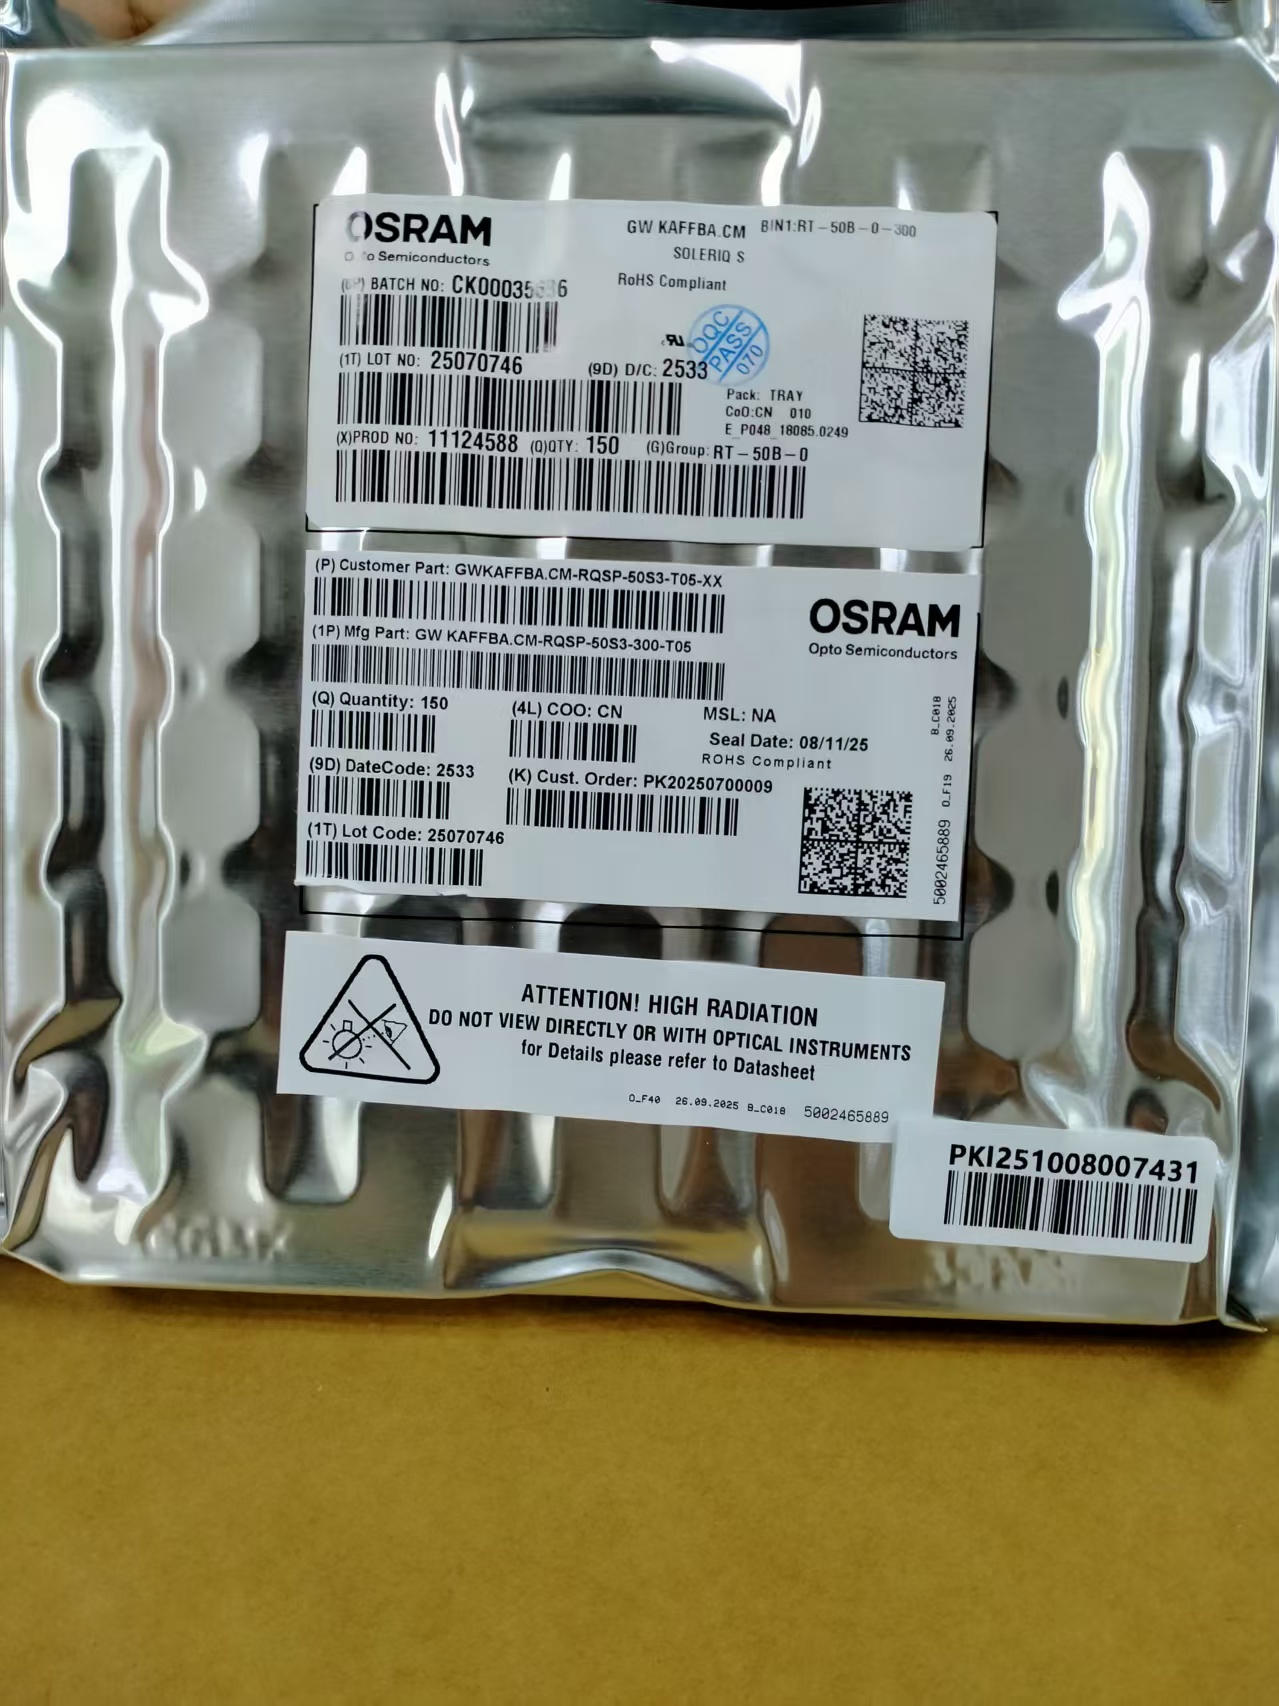 OSRAM
Opto Semiconductors
GW KAFFBA.CM BIN1:RT-50B-0-300
SOLERIQ S
RoHS Compliant
BATCH NO:
OQC
PASS
070
(1T) LOT NO: 25070746 (9D) D/C: 2533
Pack: TRAY
CoO:CN 010
E_P048_18085.0249
(X)PROD NO: 11124588 (Q)QTY: 150 (G)Group: RT-50B-0
(P) Customer Part: GWKAFFBA.CM-RQSP-50S3-T05-XX
(1P) Mfg Part: GW KAFFBA.CM-RQSP-50S3-300-T05
OSRAM
Opto Semiconductors
(Q) Quantity: 150
(4L) COO: CN
MSL: NA
Seal Date: 08/11/25
ROHS Compliant
(9D) DateCode: 2533
(K) Cust. Order: PK20250700009
(1T) Lot Code: 25070746
B_C018
5002465889 O_F19 26.09.2025
ATTENTION! HIGH RADIATION
DO NOT VIEW DIRECTLY OR WITH OPTICAL INSTRUMENTS
for Details please refer to Datasheet
O_F40 26.09.2025 B_C018 5002465889
PKI251008007431